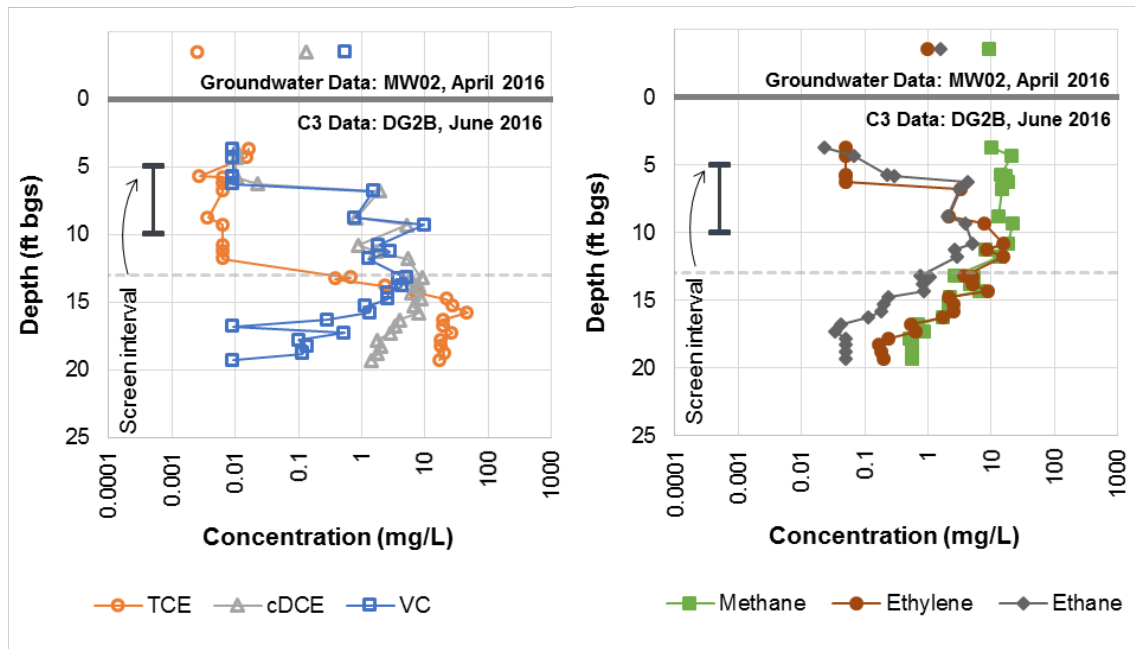 Groundwater Data: MW02, April 2016
0
C3 Data: DG2B, June 2016
5
10
15
20
25
Depth (ft bgs)
Screen interval
0.0001
0.001
0.01
0.1
1
10
100
1000
Concentration (mg/L)
TCE
cDCE
VC
Groundwater Data: MW02, April 2016
0
C3 Data: DG2B, June 2016
5
10
15
20
25
Depth (ft bgs)
Screen interval
0.0001
0.001
0.01
0.1
1
10
100
1000
Concentration (mg/L)
Methane
Ethylene
Ethane